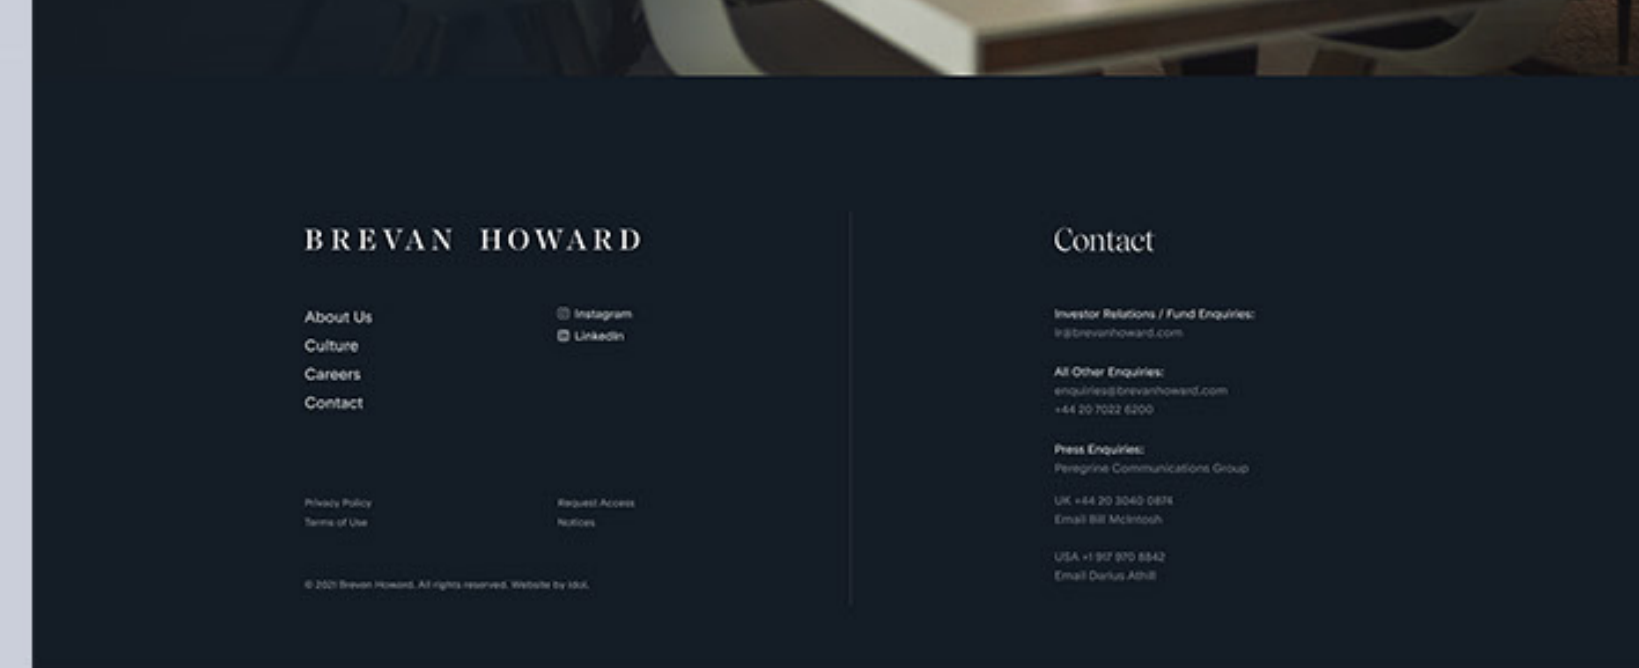 BREVAN HOWARD
About Us
Culture
Careers
Contact
Instagram
LinkedIn
Privacy Policy
Terms of Use
Request Access
Notices
© 2021 Brevan Howard. All rights reserved. Website by Idol.
Contact
Investor Relations / Fund Enquiries:
ir@brevanhoward.com
All Other Enquiries:
enquiries@brevanhoward.com
+44 20 7022 6200
Press Enquiries:
Peregrine Communications Group
UK +44 20 3040 0874
Email Bill McIntosh
USA +1 917 970 8842
Email Darius Athill